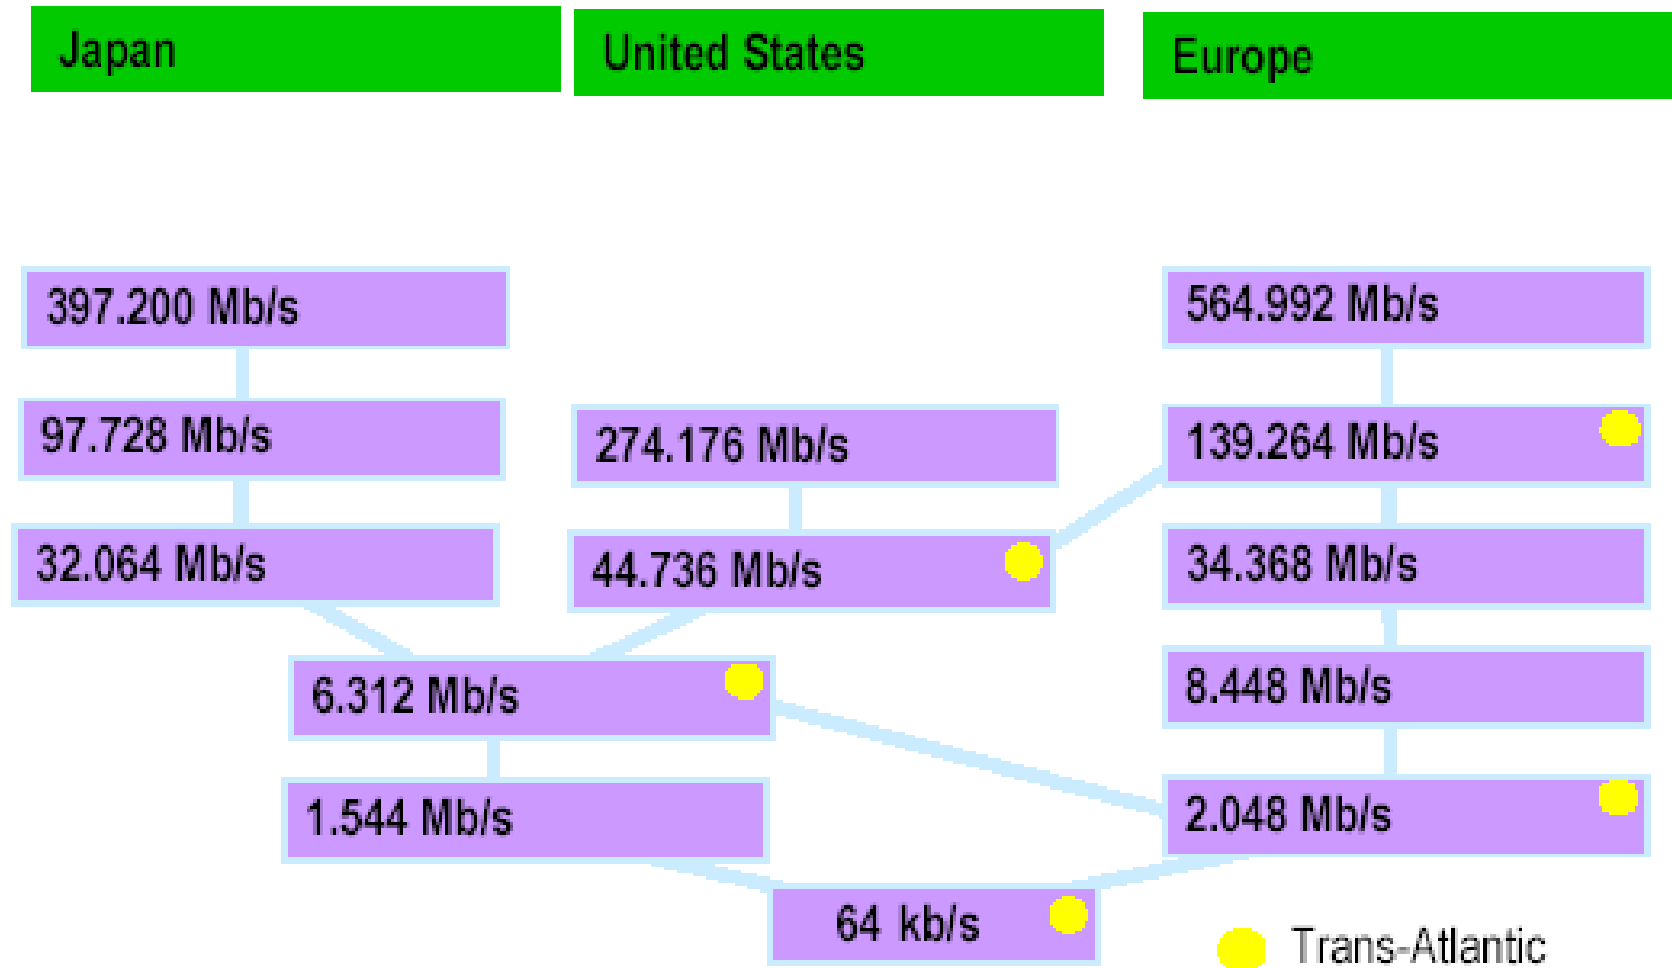 Japan
United States
Europe
397.200 Mb/s
564.992 Mb/s
97.728 Mb/s
274.176 Mb/s
139.264 Mb/s
32.064 Mb/s
44.736 Mb/s
34.368 Mb/s
6.312 Mb/s
8.448 Mb/s
1.544 Mb/s
2.048 Mb/s
64 kb/s
Trans-Atlantic